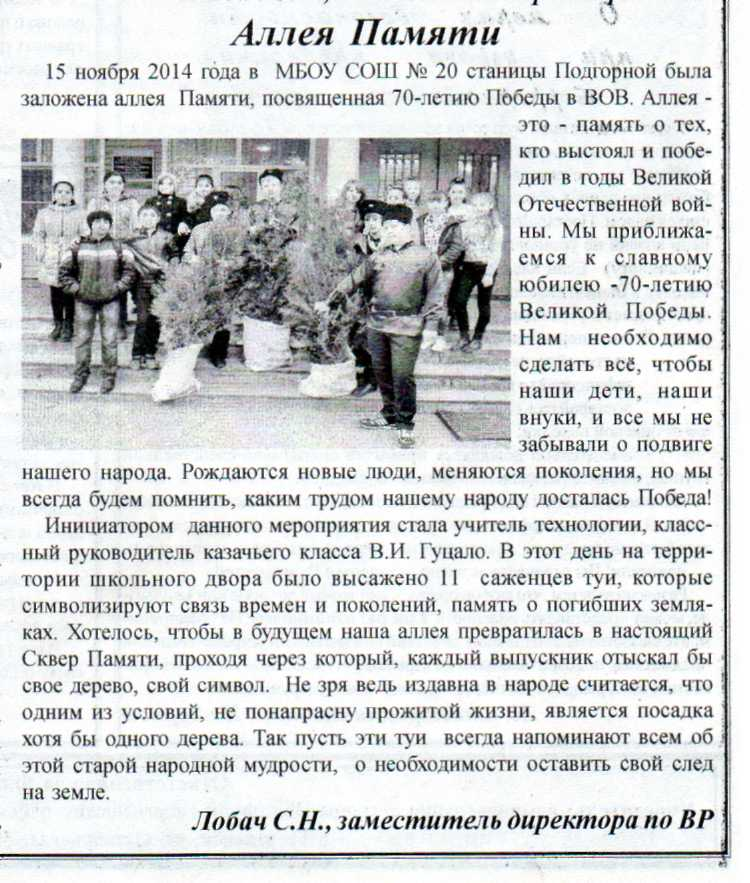 Аллея Памяти
15 ноября 2014 года в МБОУ СОШ № 20 станицы Подгорной была
заложена аллея Памяти, посвященная 70-летию Победы в ВОВ. Аллея -
это - память о тех,
кто выстоял и побе-
дил в годы Великой
Отечественной вой-
ны. Мы приближа-
емся к славному
юбилею -70-летию
Великой Победы.
Нам необходимо
сделать всё, чтобы
наши дети, наши
внуки, и все мы не
забывали о подвиге
нашего народа. Рождаются новые люди, меняются поколения, но мы
всегда будем помнить, каким трудом нашему народу досталась Победа!
Инициатором данного мероприятия стала учитель технологии, класс-
ный руководитель казачьего класса В.И. Гуцало. В этот день на терри-
тории школьного двора было высажено 11 саженцев туи, которые
символизируют связь времен и поколений, память о погибших земля-
ках. Хотелось, чтобы в будущем наша аллея превратилась в настоящий
Сквер Памяти, проходя через который, каждый выпускник отыскал бы
свое дерево, свой символ. Не зря ведь издавна в народе считается, что
одним из условий, не понапрасну прожитой жизни, является посадка
хотя бы одного дерева. Так пусть эти туи всегда напоминают всем об
этой старой народной мудрости, о необходимости оставить свой след
на земле.
Лобач С.Н., заместитель директора по ВР